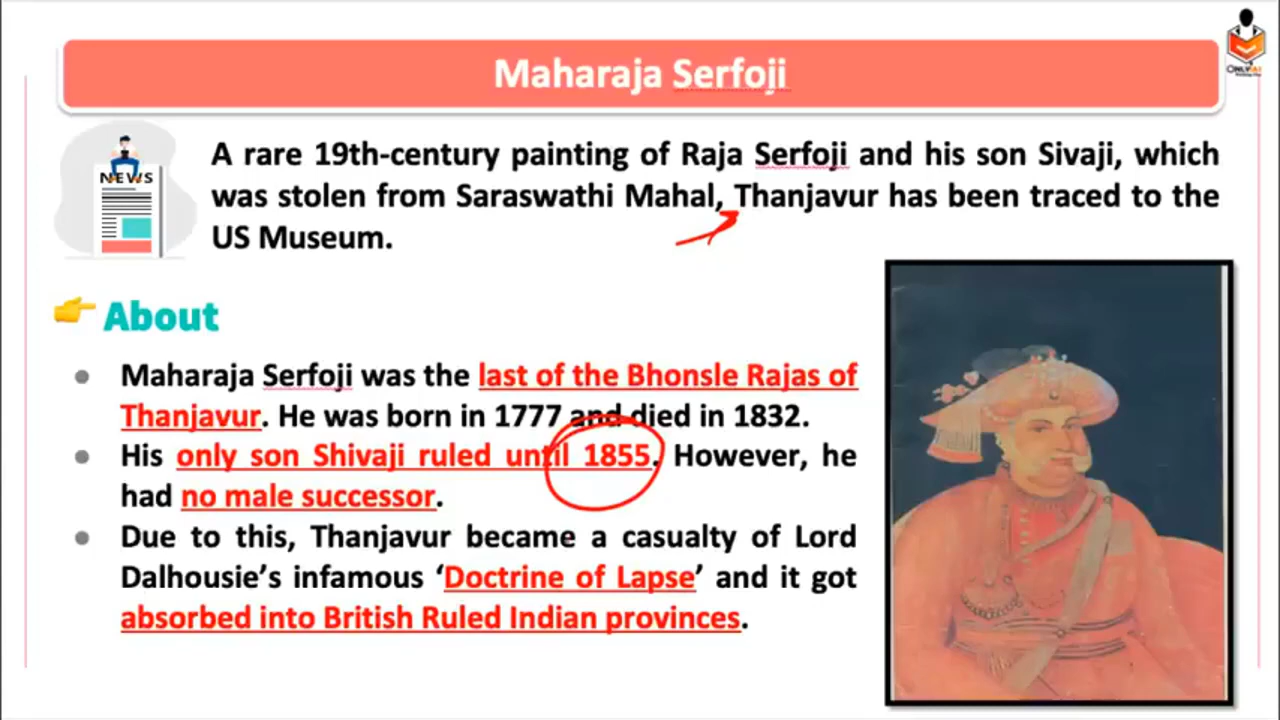 Maharaja Serfoji
NEWS
A rare 19th-century painting of Raja Serfoji and his son Sivaji, which
was stolen from Saraswathi Mahal, Thanjavur has been traced to the
US Museum.
About
Maharaja Serfoji was the last of the Bhonsle Rajas of
Thanjavur. He was born in 1777 and died in 1832.
His only son Shivaji ruled until 1855. However, he
had no male successor.
Due to this, Thanjavur became a casualty of Lord
Dalhousie’s infamous ‘Doctrine of Lapse’ and it got
absorbed into British Ruled Indian provinces.